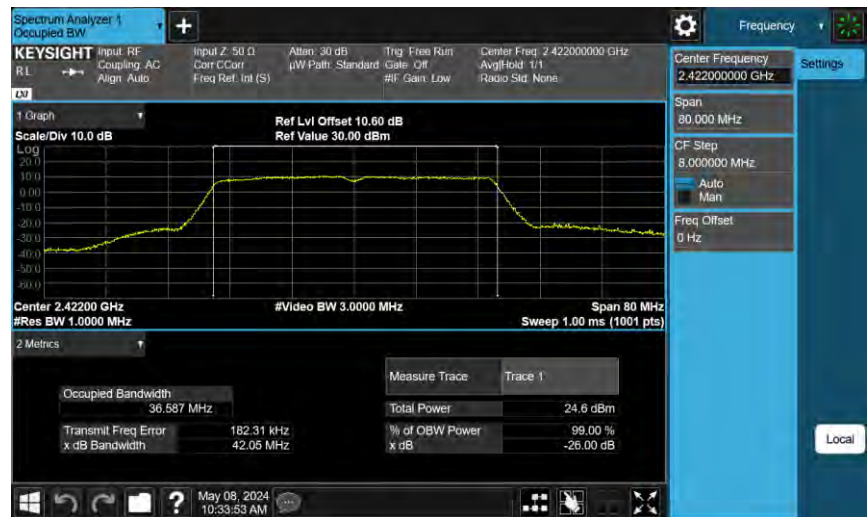 Spectrum Analyzer 1
Occupied BW
Frequency
KEYSIGHT
RL
LXI
Input: RF
Coupling: AC
Align: Auto
Input Z: 50 Ω
Corr CCorr
Freq Ref: Int (S)
Atten: 30 dB
µW Path: Standard
Trig: Free Run
Gate: Off
#IF Gain: Low
Center Freq: 2.422000000 GHz
Avg|Hold: 1/1
Radio Std: None
1 Graph
Scale/Div 10.0 dB
Ref Lvl Offset 10.60 dB
Ref Value 30.00 dBm
Log
20.0
10.0
0.00
-10.0
-20.0
-30.0
-40.0
-50.0
-60.0
Center 2.42200 GHz
#Video BW 3.0000 MHz
Span 80 MHz
#Res BW 1.0000 MHz
Sweep 1.00 ms (1001 pts)
2 Metrics
Measure Trace Trace 1
Occupied Bandwidth
36.587 MHz
Total Power 24.6 dBm
Transmit Freq Error 182.31 kHz
% of OBW Power 99.00 %
x dB Bandwidth 42.05 MHz
x dB -26.00 dB
Center Frequency
2.422000000 GHz
Settings
Span
80.000 MHz
CF Step
8.000000 MHz
Auto
Man
Freq Offset
0 Hz
Local
?
May 08, 2024
10:33:53 AM